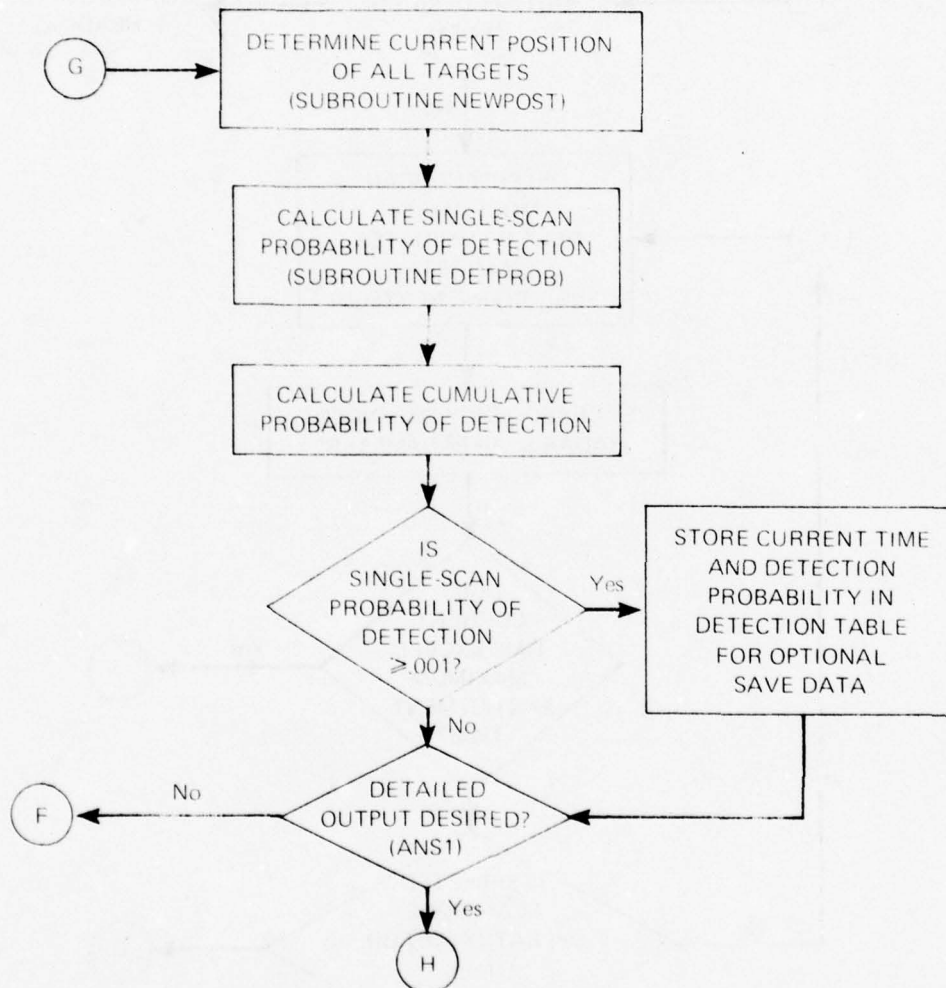 G
DETERMINE CURRENT POSITION
OF ALL TARGETS
(SUBROUTINE NEWPOST)
CALCULATE SINGLE-SCAN
PROBABILITY OF DETECTION
(SUBROUTINE DETPROB)
CALCULATE CUMULATIVE
PROBABILITY OF DETECTION
IS
SINGLE-SCAN
PROBABILITY OF
DETECTION
≥.001?
Yes
STORE CURRENT TIME
AND DETECTION
PROBABILITY IN
DETECTION TABLE
FOR OPTIONAL
SAVE DATA
No
DETAILED
OUTPUT DESIRED?
(ANS1)
No
F
Yes
H